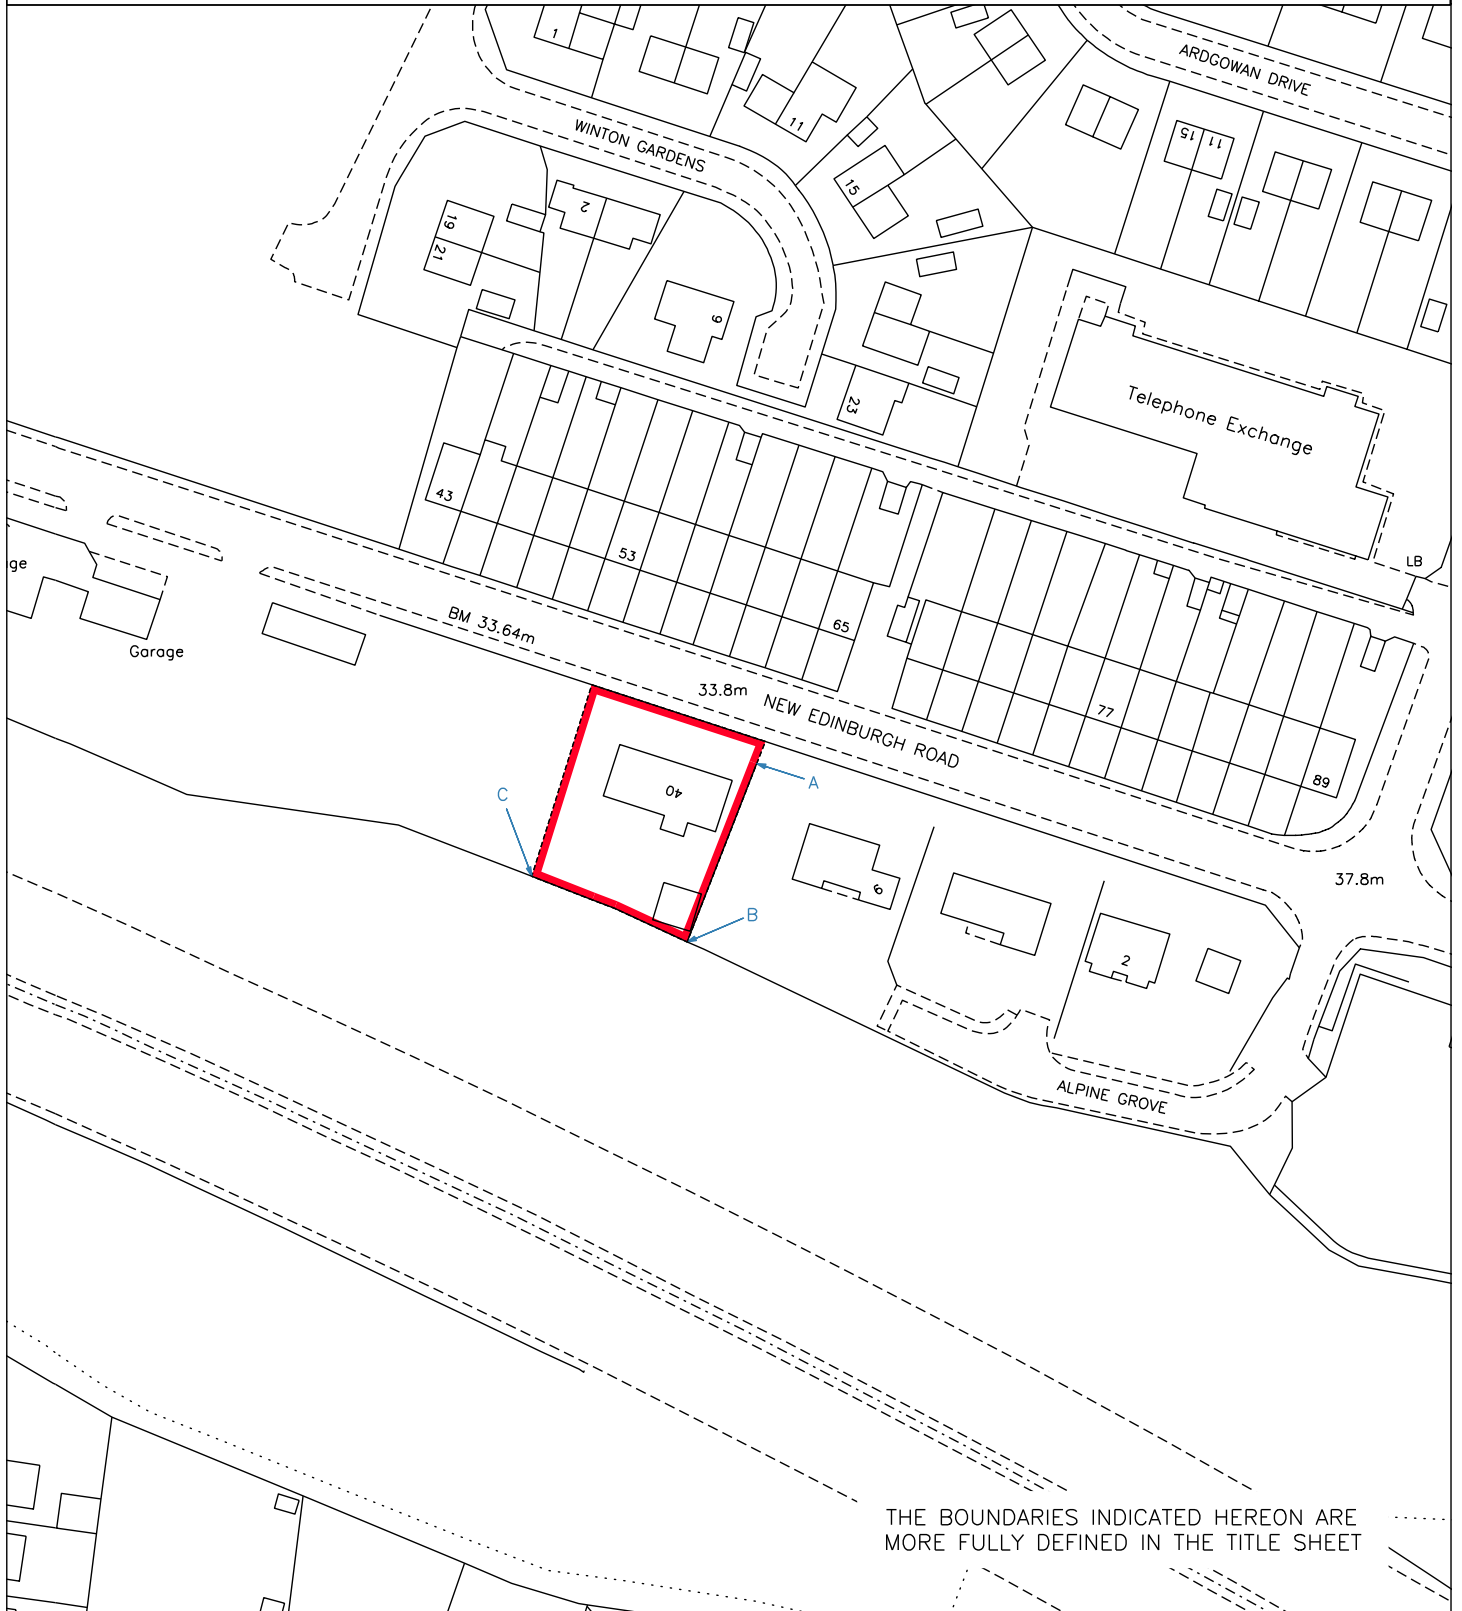 1
ARDGOWAN DRIVE
WINTON GARDENS
11
15
15 11
19
21
2
9
23
Telephone Exchange
43
53
65
LB
ge
Garage
BM 33.64m
33.8m
NEW EDINBURGH ROAD
77
89
40
A
C
B
37.8m
2
ALPINE GROVE
THE BOUNDARIES INDICATED HEREON ARE
MORE FULLY DEFINED IN THE TITLE SHEET